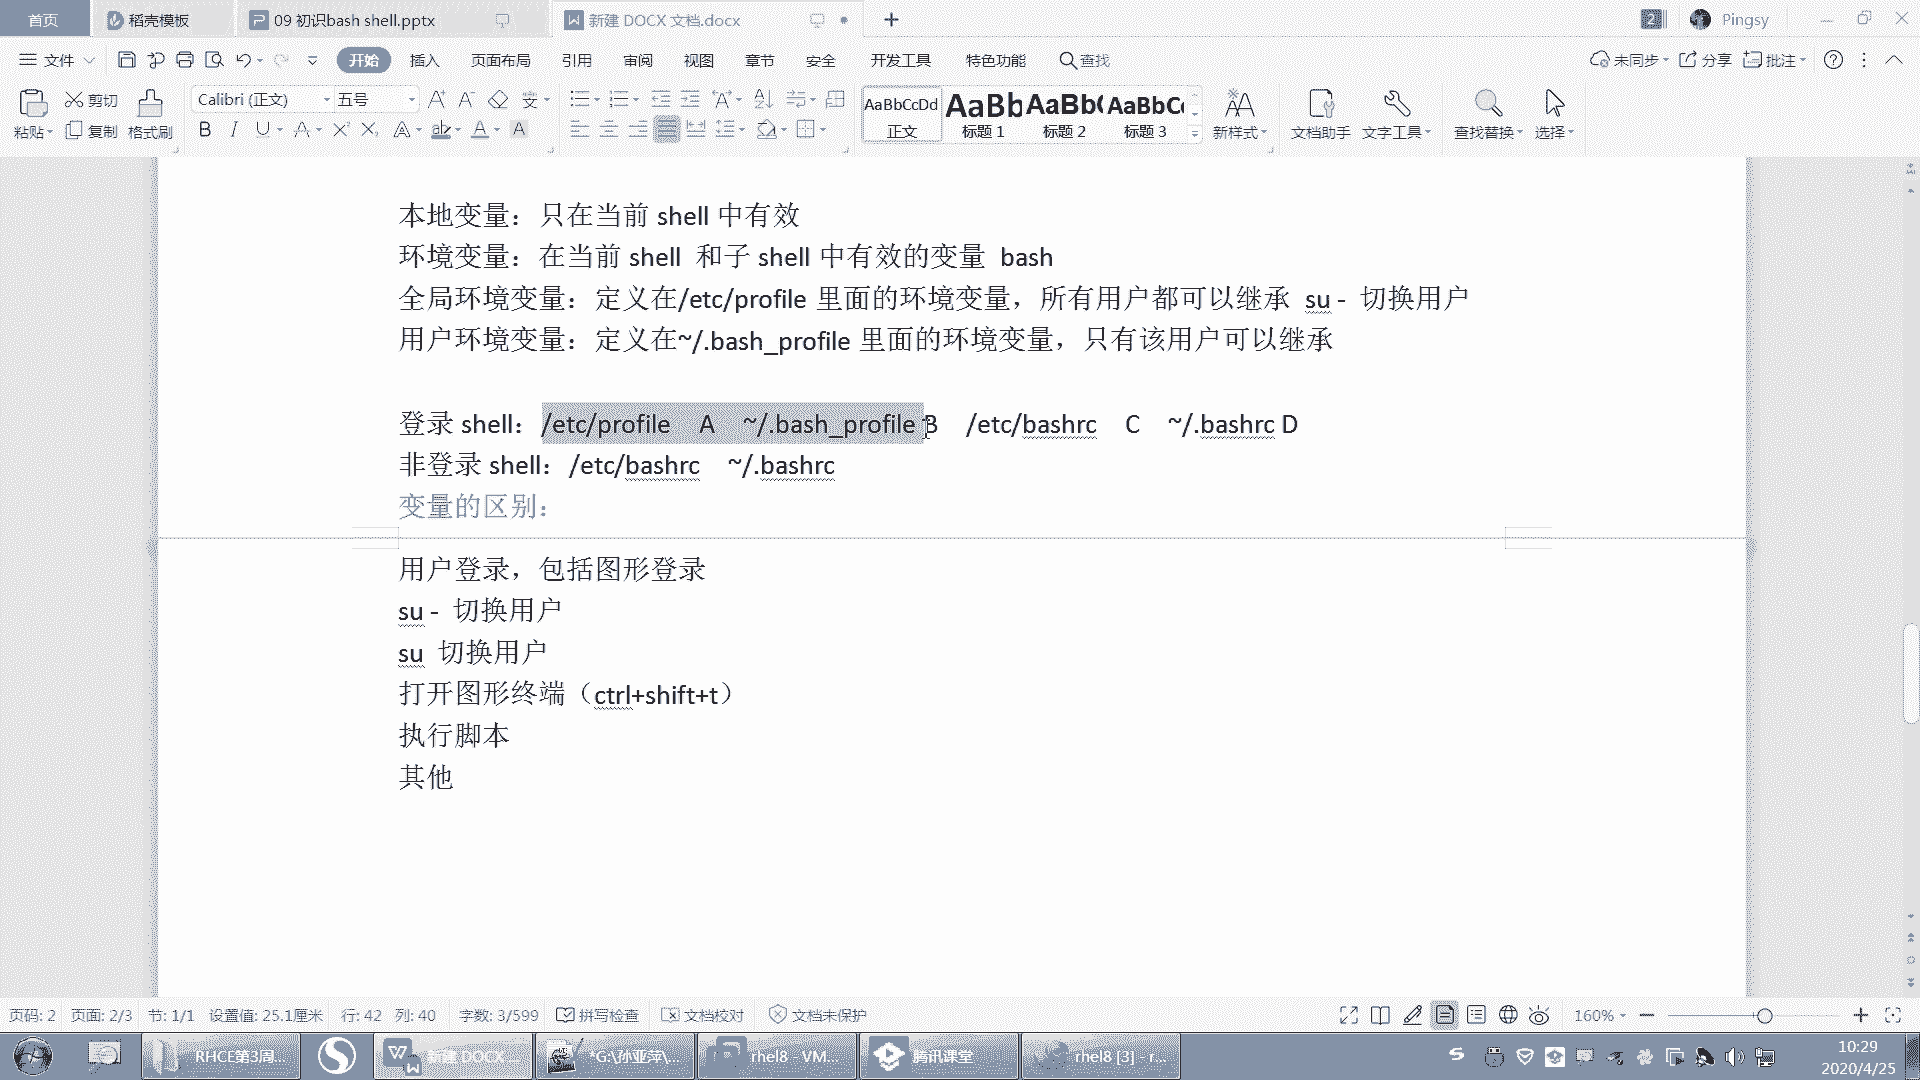 首页 稻壳模板 09 初识bash shell.pptx 新建 DOCX 文档.docx 2 Pingsy
文件 开始 插入 页面布局 引用 审阅 视图 章节 安全 开发工具 特色功能 查找 未同步 分享 批注
剪切 Calibri (正文) 五号 AaBbCcDd AaBb AaBb( AaBbC
粘贴 复制 格式刷 正文 标题 1 标题 2 标题 3 新样式 文档助手 文字工具 查找替换 选择
本地变量：只在当前 shell 中有效
环境变量：在当前 shell 和子 shell 中有效的变量 bash
全局环境变量：定义在/etc/profile 里面的环境变量，所有用户都可以继承 su - 切换用户
用户环境变量：定义在~/.bash_profile 里面的环境变量，只有该用户可以继承
登录 shell：/etc/profile A ~/.bash_profile B /etc/bashrc C ~/.bashrc D
非登录 shell：/etc/bashrc ~/.bashrc
变量的区别：
用户登录，包括图形登录
su - 切换用户
su 切换用户
打开图形终端（ctrl+shift+t）
执行脚本
其他
页码: 2 页面: 2/3 节: 1/1 设置值: 25.1厘米 行: 42 列: 40 字数: 3/599 拼写检查 文档校对 文档未保护 160%
RHCE第3周... 新建 DOCX ... *G:\孙亚萍\... rhel8 - VM... 腾讯课堂 rhel8 [3] - r... 10:29
2020/4/25